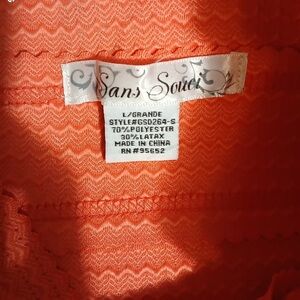 Sans Souci
L/GRANDE
STYLE#GSD264-S
70%POLYESTER
30%LATAX
MADE IN CHINA
RN #95652